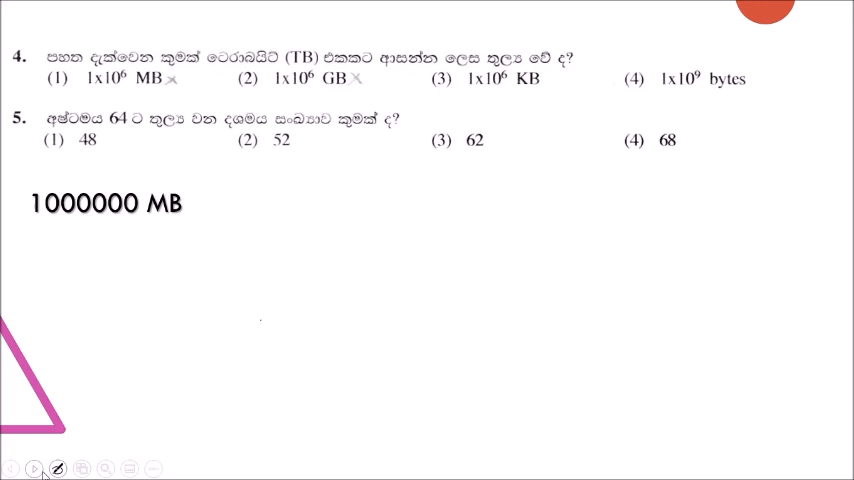 4. පහත දැක්වෙන කුමක් ටෙරාබයිට් (TB) එකකට ආසන්න ලෙස තුල්‍ය වේ ද?
(1) 1x10⁶ MB (2) 1x10⁶ GB (3) 1x10⁶ KB (4) 1x10⁹ bytes
5. අෂ්ටමය 64 ට තුල්‍ය වන දශමය සංඛ්‍යාව කුමක් ද?
(1) 48 (2) 52 (3) 62 (4) 68
1000000 MB